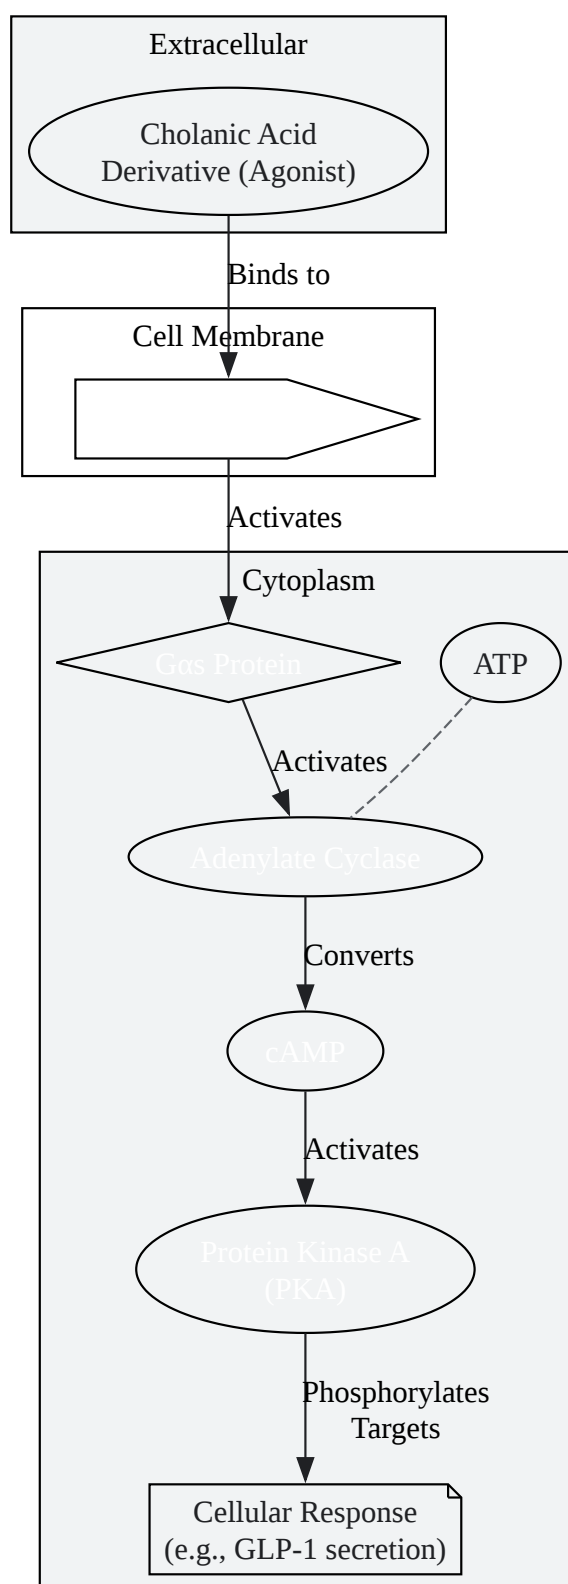 Extracellular
Cholanic Acid
Derivative (Agonist)
Binds to
Cell Membrane
Activates
Cytoplasm
Gαs Protein
ATP
Activates
Adenylate Cyclase
Converts
cAMP
Activates
Protein Kinase A
(PKA)
Phosphorylates
Targets
Cellular Response
(e.g., GLP-1 secretion)